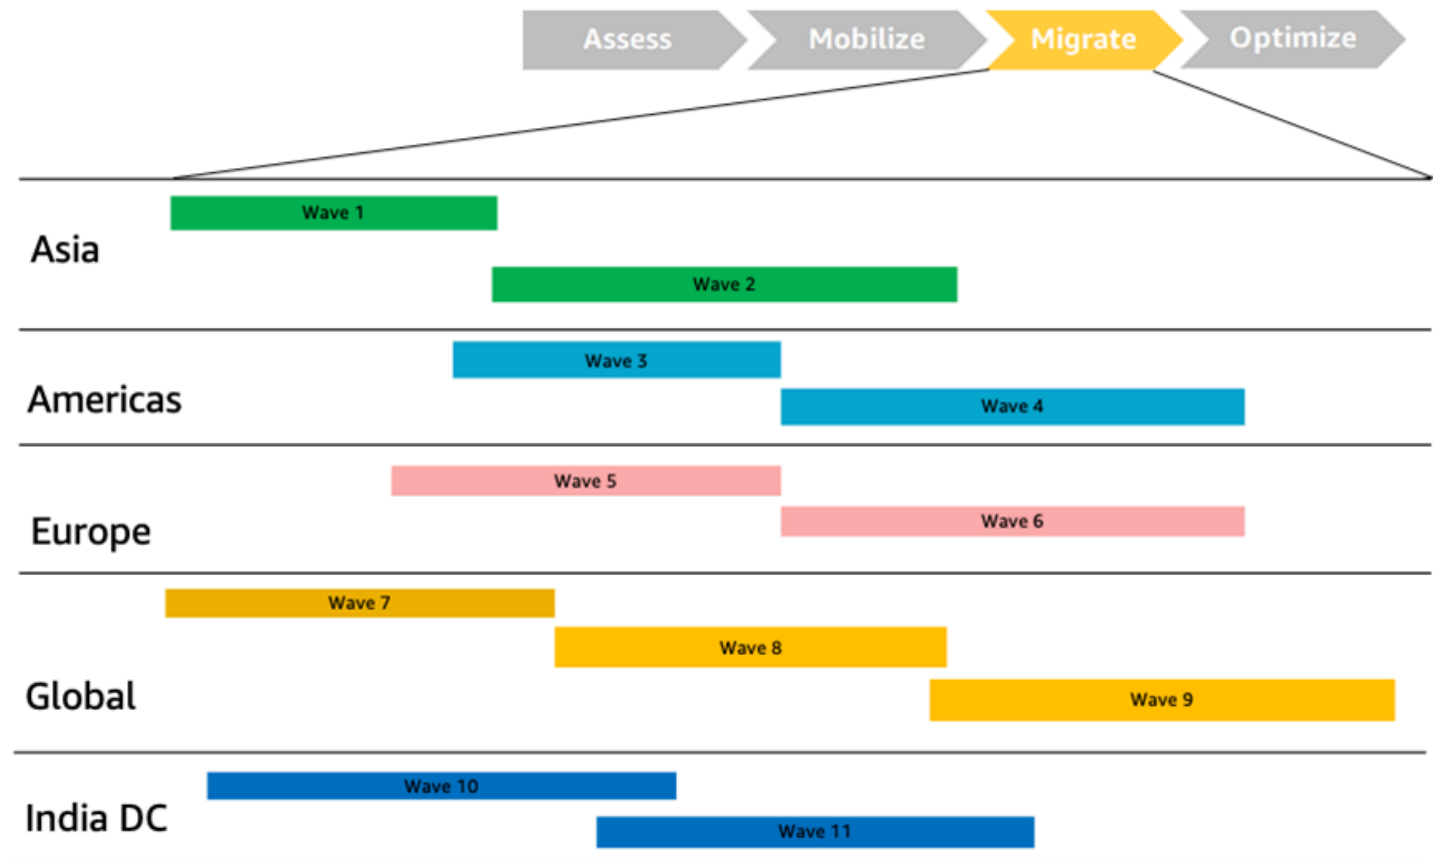 Assess
Mobilize
Migrate
Optimize
Asia
Wave 1
Wave 2
Americas
Wave 3
Wave 4
Europe
Wave 5
Wave 6
Global
Wave 7
Wave 8
Wave 9
India DC
Wave 10
Wave 11